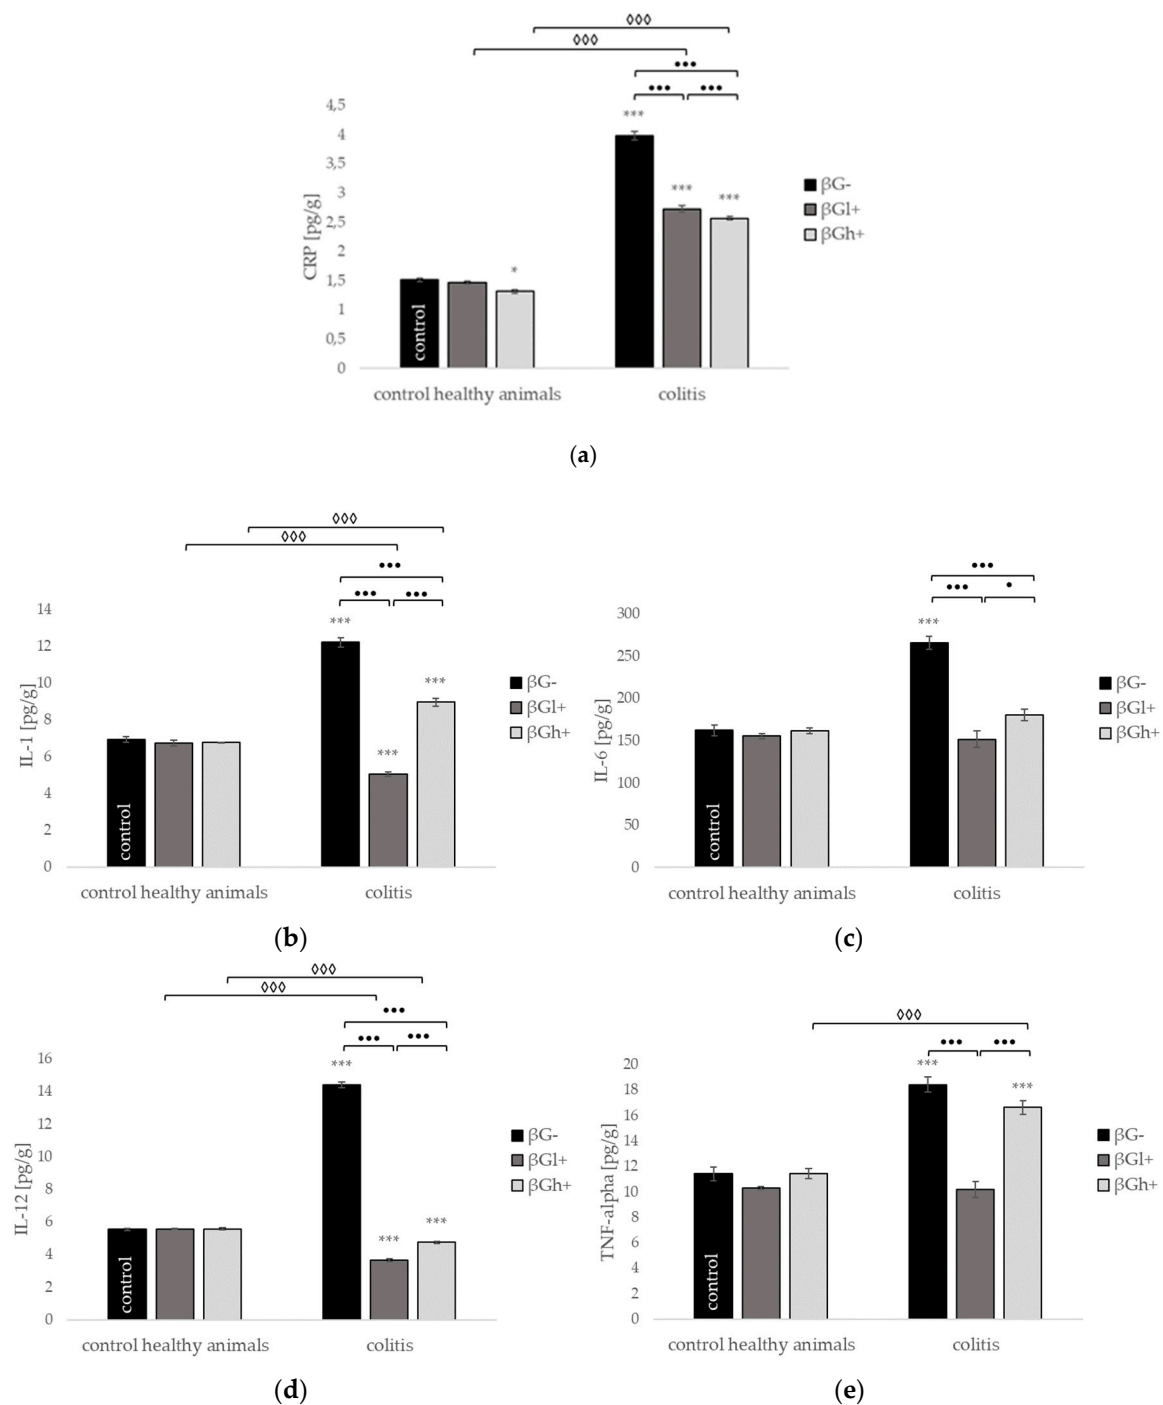 ◊◊◊
◊◊◊
•••
••• •••
4,5
4
3,5
3
2,5
2
1,5
1
0,5
0
CRP [pg/g]
***
***
***
*
control
control healthy animals colitis
βG-
βGl+
βGh+
(a)
◊◊◊
◊◊◊
•••
••• •••
14
12
10
8
6
4
2
0
IL-1 [pg/g]
***
***
***
control
control healthy animals colitis
βG-
βGl+
βGh+
(b)
•••
••• •
300
250
200
150
100
50
0
IL-6 [pg/g]
***
control
control healthy animals colitis
βG-
βGl+
βGh+
(c)
◊◊◊
◊◊◊
•••
••• •••
16
14
12
10
8
6
4
2
0
IL-12 [pg/g]
***
***
***
control
control healthy animals colitis
βG-
βGl+
βGh+
(d)
◊◊◊
••• •••
20
18
16
14
12
10
8
6
4
2
0
TNF-alpha [pg/g]
***
***
control
control healthy animals colitis
βG-
βGl+
βGh+
(e)